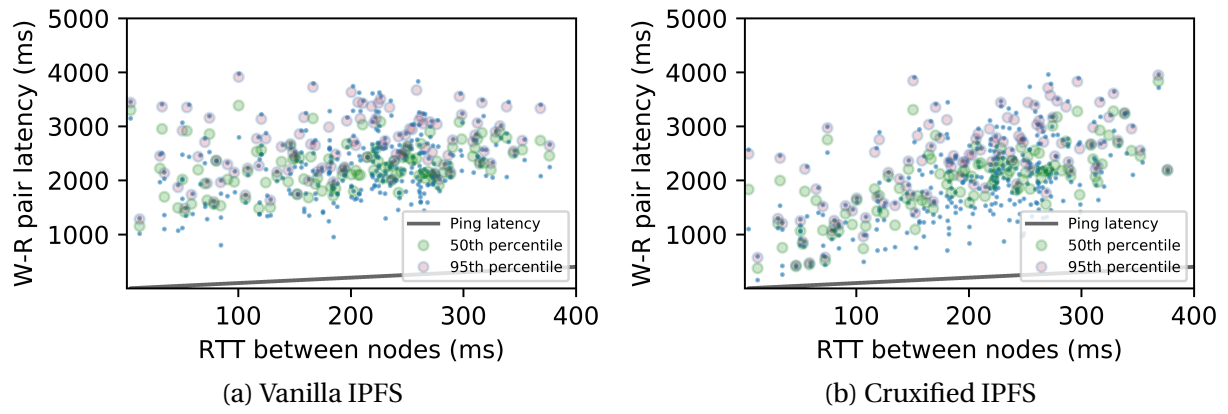 5000
4000
3000
2000
1000
W-R pair latency (ms)
Ping latency
50th percentile
95th percentile
100 200 300 400
RTT between nodes (ms)
(a) Vanilla IPFS
5000
4000
3000
2000
1000
W-R pair latency (ms)
Ping latency
50th percentile
95th percentile
100 200 300 400
RTT between nodes (ms)
(b) Cruxified IPFS